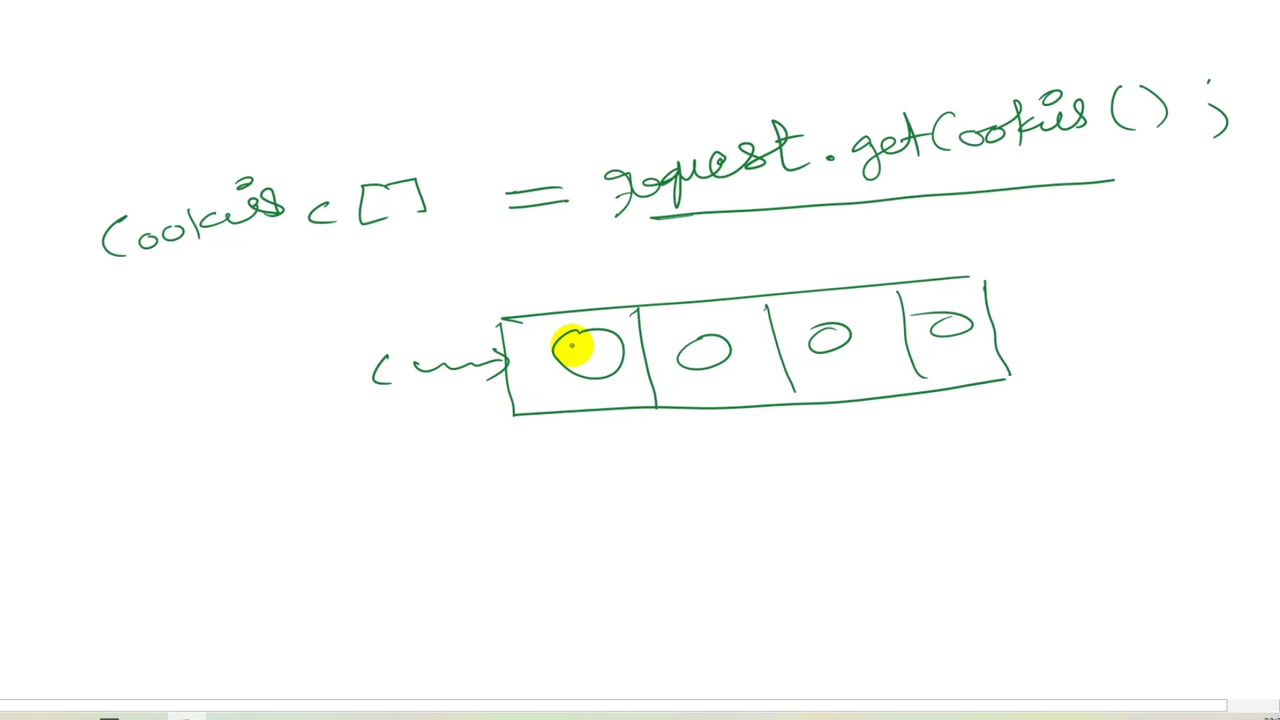 Cookies c [] = request.getCookies() ;
c